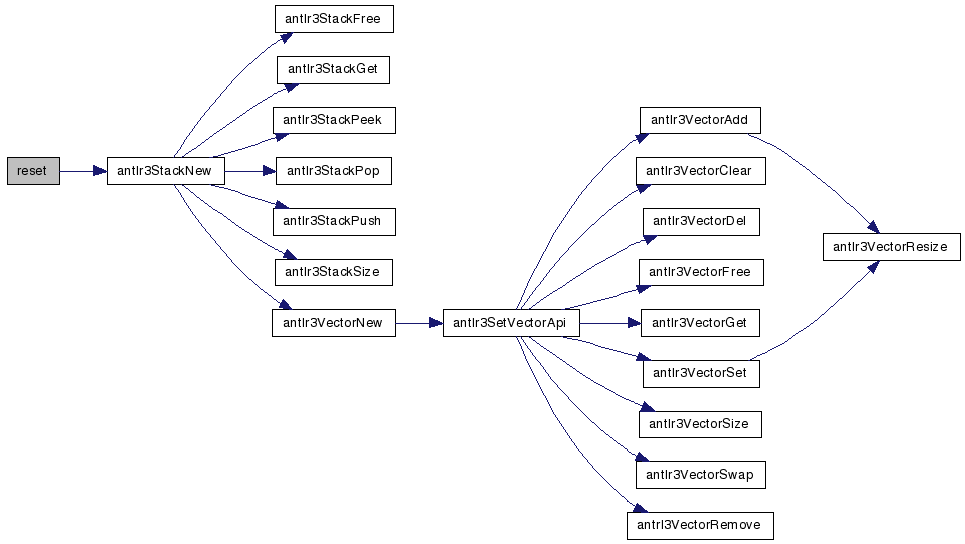 reset
antlr3StackNew
antlr3StackFree
antlr3StackGet
antlr3StackPeek
antlr3StackPop
antlr3StackPush
antlr3StackSize
antlr3VectorNew
antlr3SetVectorApi
antlr3VectorAdd
antlr3VectorClear
antlr3VectorDel
antlr3VectorFree
antlr3VectorGet
antlr3VectorSet
antlr3VectorSize
antlr3VectorSwap
antrl3VectorRemove
antlr3VectorResize